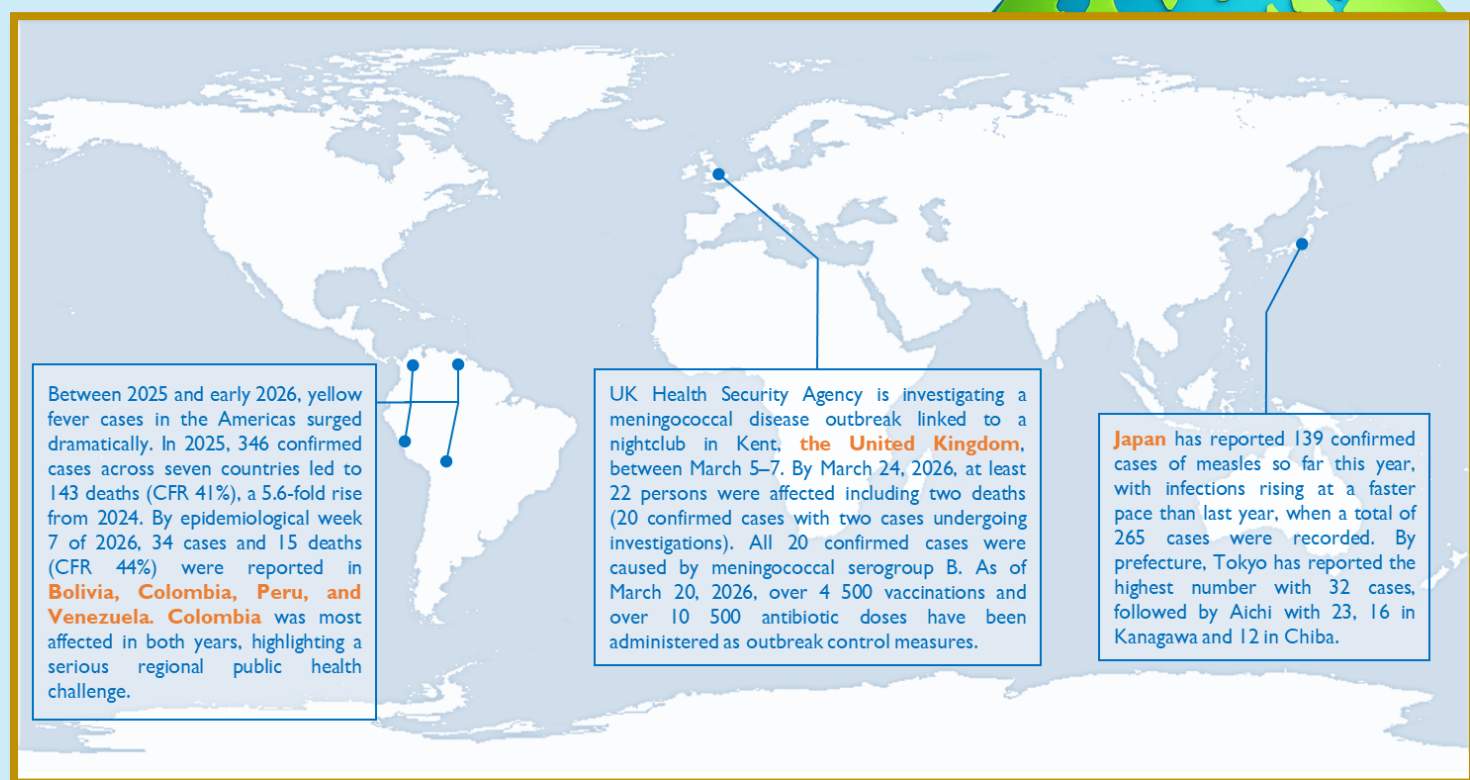 Between 2025 and early 2026, yellow
fever cases in the Americas surged
dramatically. In 2025, 346 confirmed
cases across seven countries led to
143 deaths (CFR 41%), a 5.6-fold rise
from 2024. By epidemiological week
7 of 2026, 34 cases and 15 deaths
(CFR 44%) were reported in
Bolivia, Colombia, Peru, and
Venezuela. Colombia was most
affected in both years, highlighting a
serious regional public health
challenge.
UK Health Security Agency is investigating a
meningococcal disease outbreak linked to a
nightclub in Kent, the United Kingdom,
between March 5–7. By March 24, 2026, at least
22 persons were affected including two deaths
(20 confirmed cases with two cases undergoing
investigations). All 20 confirmed cases were
caused by meningococcal serogroup B. As of
March 20, 2026, over 4 500 vaccinations and
over 10 500 antibiotic doses have been
administered as outbreak control measures.
Japan has reported 139 confirmed
cases of measles so far this year,
with infections rising at a faster
pace than last year, when a total of
265 cases were recorded. By
prefecture, Tokyo has reported the
highest number with 32 cases,
followed by Aichi with 23, 16 in
Kanagawa and 12 in Chiba.